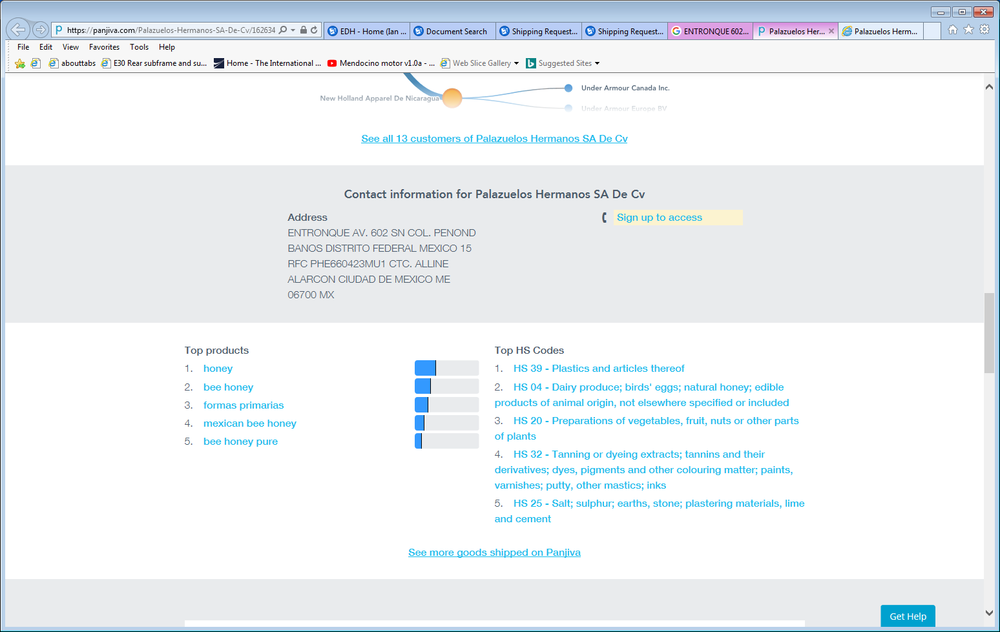 https://panjiva.com/Palazuelos-Hermanos-SA-De-Cv/162634
EDH - Home (Ian ...
Document Search
Shipping Request...
Shipping Request...
ENTRONQUE 602...
Palazuelos Her...
Palazuelos Herm...
File Edit View Favorites Tools Help
abouttabs
E30 Rear subframe and su...
Home - The International ...
Mendocino motor v1.0a - ...
Web Slice Gallery
Suggested Sites
Under Armour Canada Inc.
New Holland Apparel De Nicaragua
Under Armour Europe BV
See all 13 customers of Palazuelos Hermanos SA De Cv
Contact information for Palazuelos Hermanos SA De Cv
Address
ENTRONQUE AV. 602 SN COL. PENOND
BANOS DISTRITO FEDERAL MEXICO 15
RFC PHE660423MU1 CTC. ALLINE
ALARCON CIUDAD DE MEXICO ME
06700 MX
Sign up to access
Top products
1. honey
2. bee honey
3. formas primarias
4. mexican bee honey
5. bee honey pure
Top HS Codes
1. HS 39 - Plastics and articles thereof
2. HS 04 - Dairy produce; birds' eggs; natural honey; edible
products of animal origin, not elsewhere specified or included
3. HS 20 - Preparations of vegetables, fruit, nuts or other parts
of plants
4. HS 32 - Tanning or dyeing extracts; tannins and their
derivatives; dyes, pigments and other colouring matter; paints,
varnishes; putty, other mastics; inks
5. HS 25 - Salt; sulphur; earths, stone; plastering materials, lime
and cement
See more goods shipped on Panjiva
Get Help